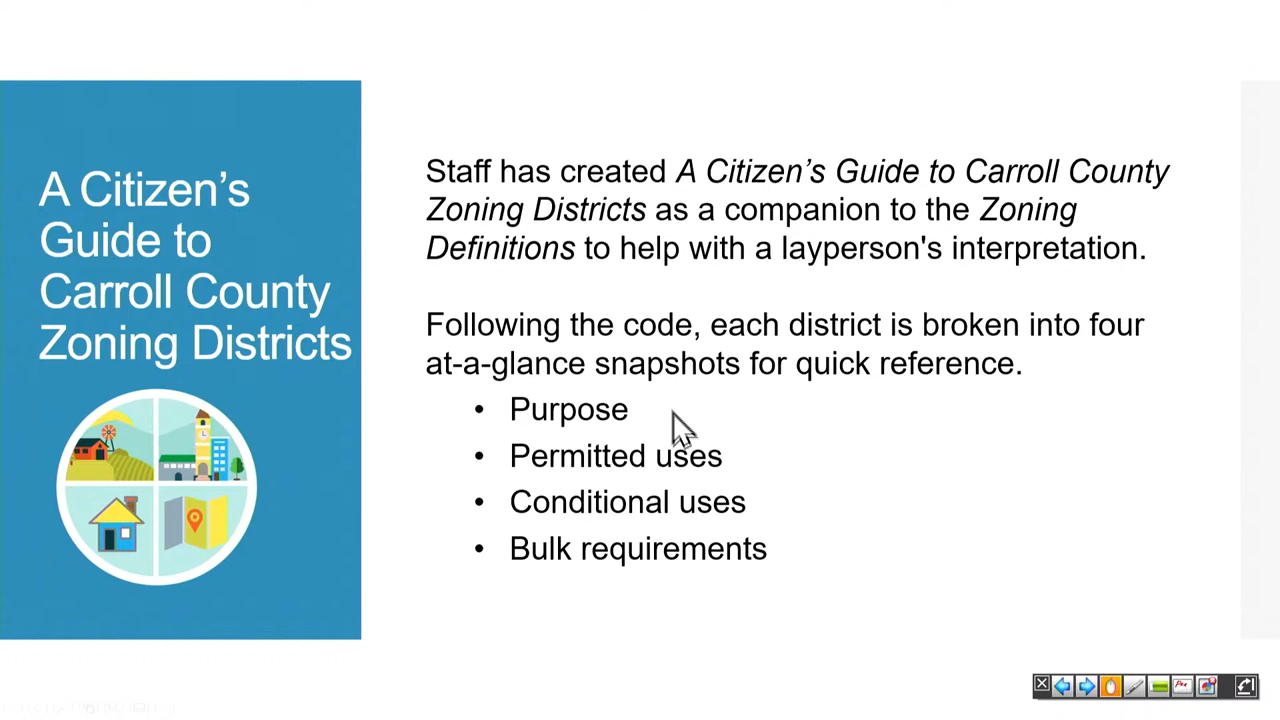 A Citizen’s
Guide to
Carroll County
Zoning Districts
Staff has created A Citizen’s Guide to Carroll County
Zoning Districts as a companion to the Zoning
Definitions to help with a layperson's interpretation.
Following the code, each district is broken into four
at-a-glance snapshots for quick reference.
• Purpose
• Permitted uses
• Conditional uses
• Bulk requirements